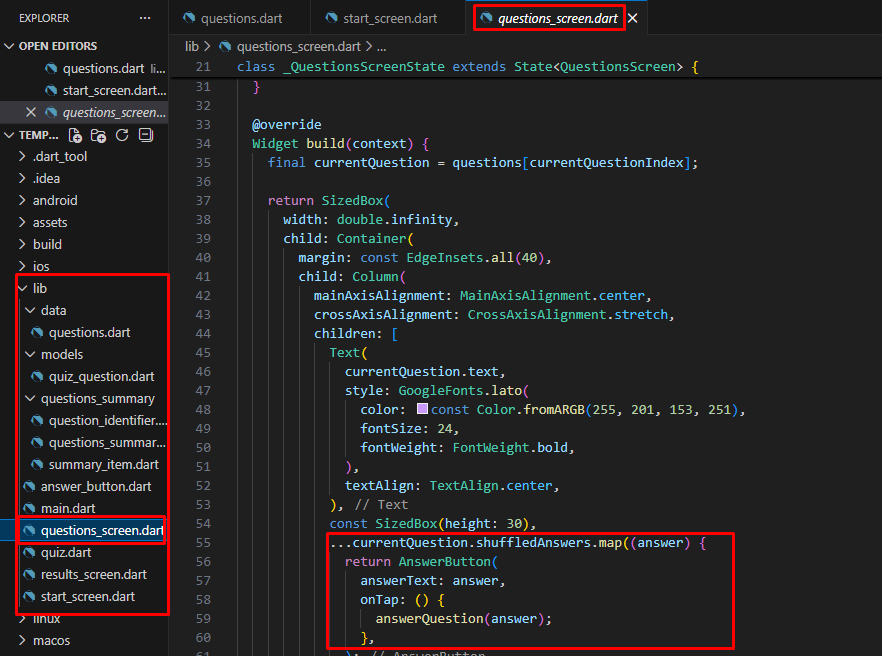 EXPLORER ...
questions.dart
start_screen.dart
questions_screen.dart
OPEN EDITORS
questions.dart li...
start_screen.dart...
questions_screen...
TEMP...
.dart_tool
.idea
android
assets
build
ios
lib
data
questions.dart
models
quiz_question.dart
questions_summary
question_identifier....
questions_summar...
summary_item.dart
answer_button.dart
main.dart
questions_screen.dart
quiz.dart
results_screen.dart
start_screen.dart
linux
macos
lib > questions_screen.dart > ...
21 class _QuestionsScreenState extends State<QuestionsScreen> {
31 }
32
33 @override
34 Widget build(context) {
35 final currentQuestion = questions[currentQuestionIndex];
36
37 return SizedBox(
38 width: double.infinity,
39 child: Container(
40 margin: const EdgeInsets.all(40),
41 child: Column(
42 mainAxisAlignment: MainAxisAlignment.center,
43 crossAxisAlignment: CrossAxisAlignment.stretch,
44 children: [
45 Text(
46 currentQuestion.text,
47 style: GoogleFonts.lato(
48 color: const Color.fromARGB(255, 201, 153, 251),
49 fontSize: 24,
50 fontWeight: FontWeight.bold,
51 ),
52 textAlign: TextAlign.center,
53 ), // Text
54 const SizedBox(height: 30),
55 ...currentQuestion.shuffledAnswers.map((answer) {
56 return AnswerButton(
57 answerText: answer,
58 onTap: () {
59 answerQuestion(answer);
60 },
61 ); // AnswerButton